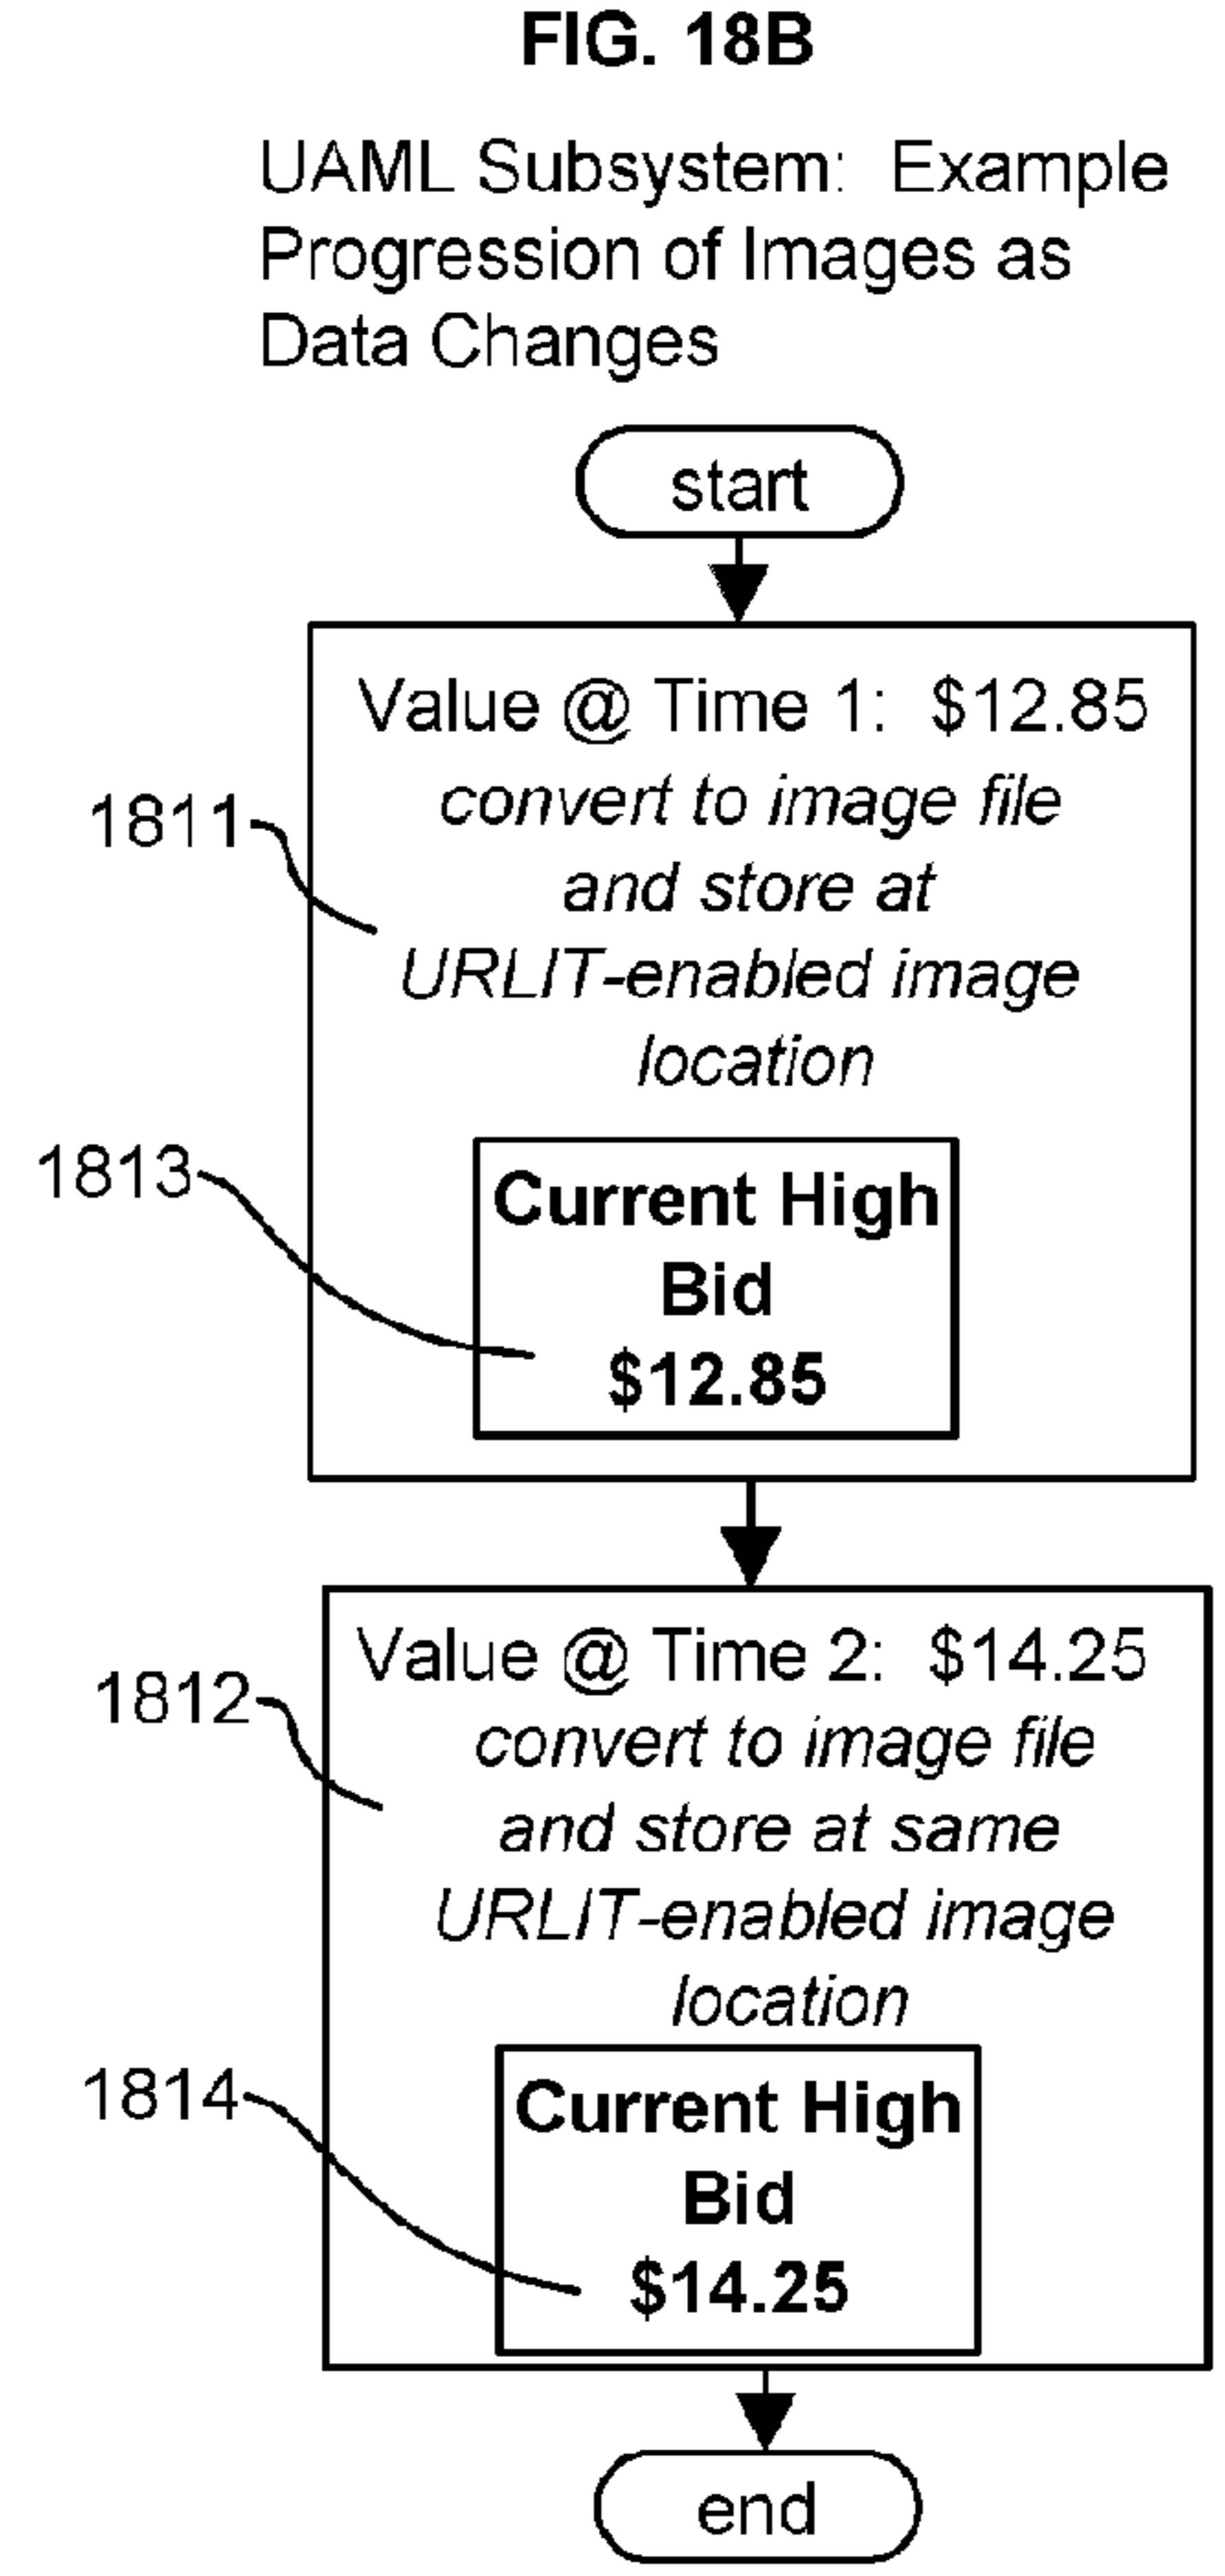 FIG. 18B
UAML Subsystem: Example
Progression of Images as
Data Changes
start
Value @ Time 1: $12.85
convert to image file
and store at
URLIT-enabled image
location
1811
1813
Current High
Bid
$12.85
Value @ Time 2: $14.25
convert to image file
and store at same
URLIT-enabled image
location
1812
1814
Current High
Bid
$14.25
end